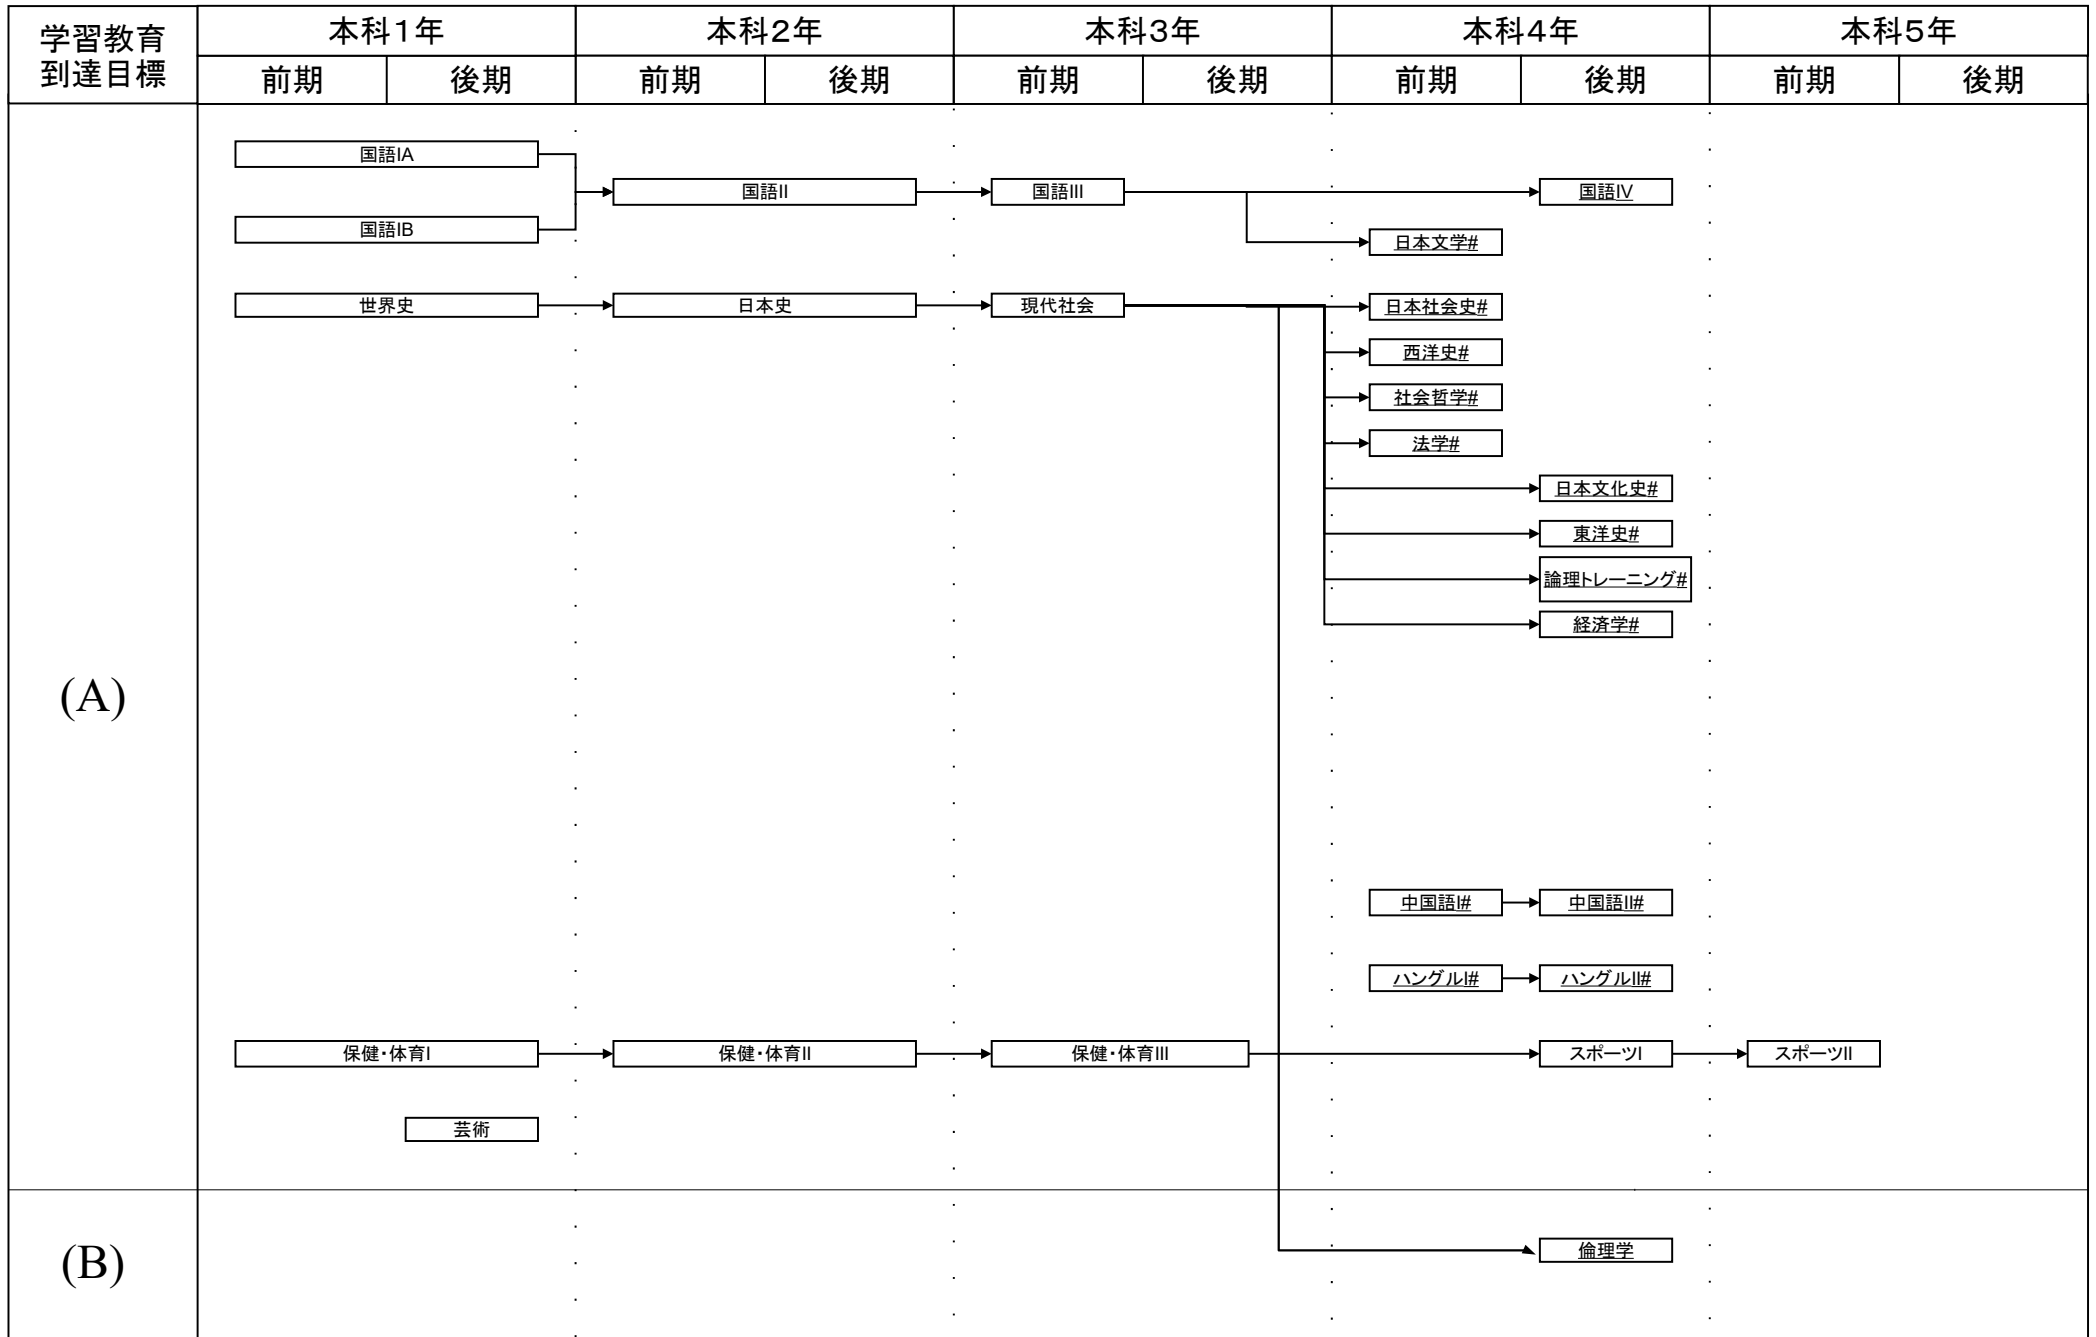 学習教育
到達目標
本科1年
本科2年
本科3年
本科4年
本科5年
前期
後期
前期
後期
前期
後期
前期
後期
前期
後期
(A)
国語IA
国語II
国語III
国語IV
国語IB
日本文学#
世界史
日本史
現代社会
日本社会史#
西洋史#
社会哲学#
法学#
日本文化史#
東洋史#
論理トレーニング#
経済学#
中国語I#
中国語II#
ハングルI#
ハングルII#
保健・体育I
保健・体育II
保健・体育III
スポーツI
スポーツII
芸術
(B)
倫理学